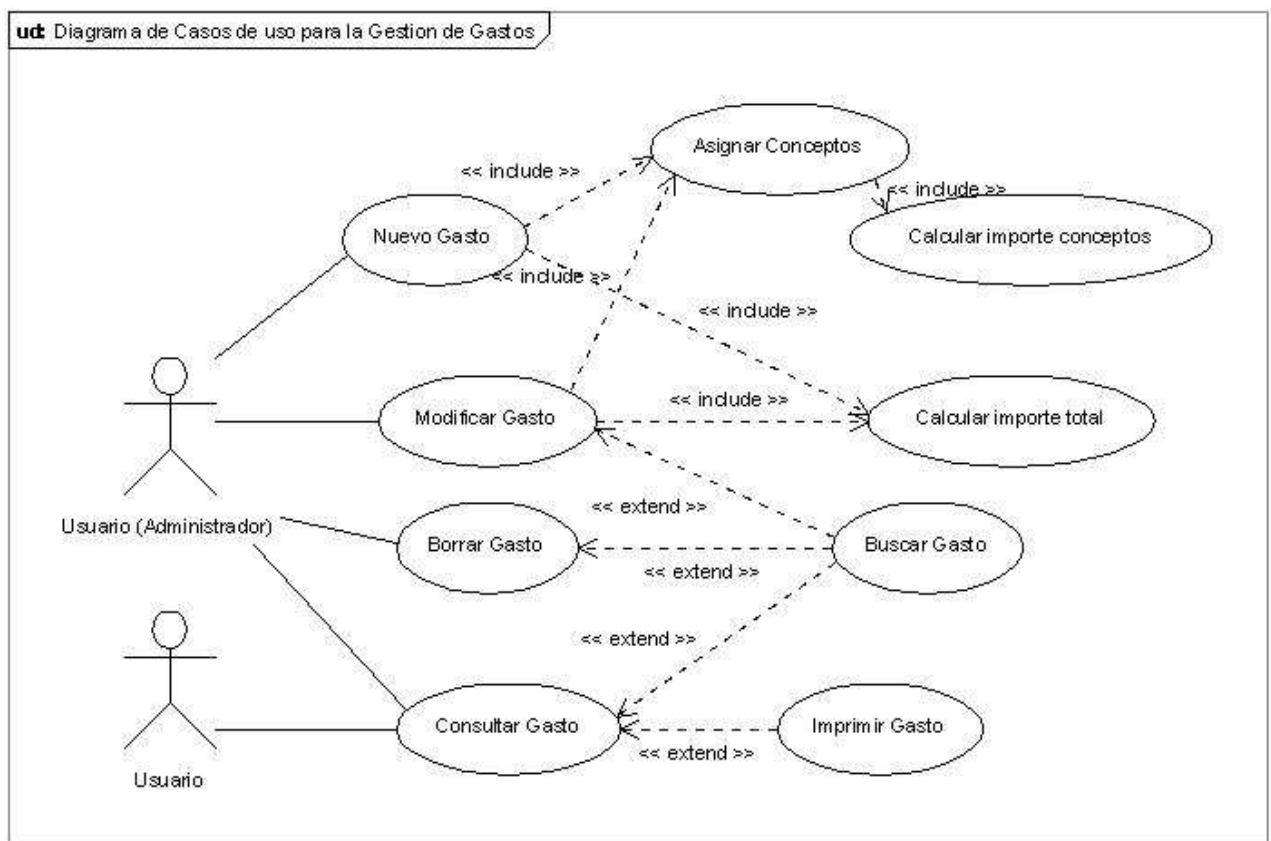 uct Diagrama de Casos de uso para la Gestion de Gastos
Asignar Conceptos
<< include >>
<< include >>
Nuevo Gasto
Calcular importe conceptos
<< include >>
<< include >>
Modificar Gasto
<< include >>
Calcular importe total
<< extend >>
Usuario (Administrador)
Borrar Gasto
Buscar Gasto
<< extend >>
<< extend >>
Consultar Gasto
Imprimir Gasto
<< extend >>
Usuario